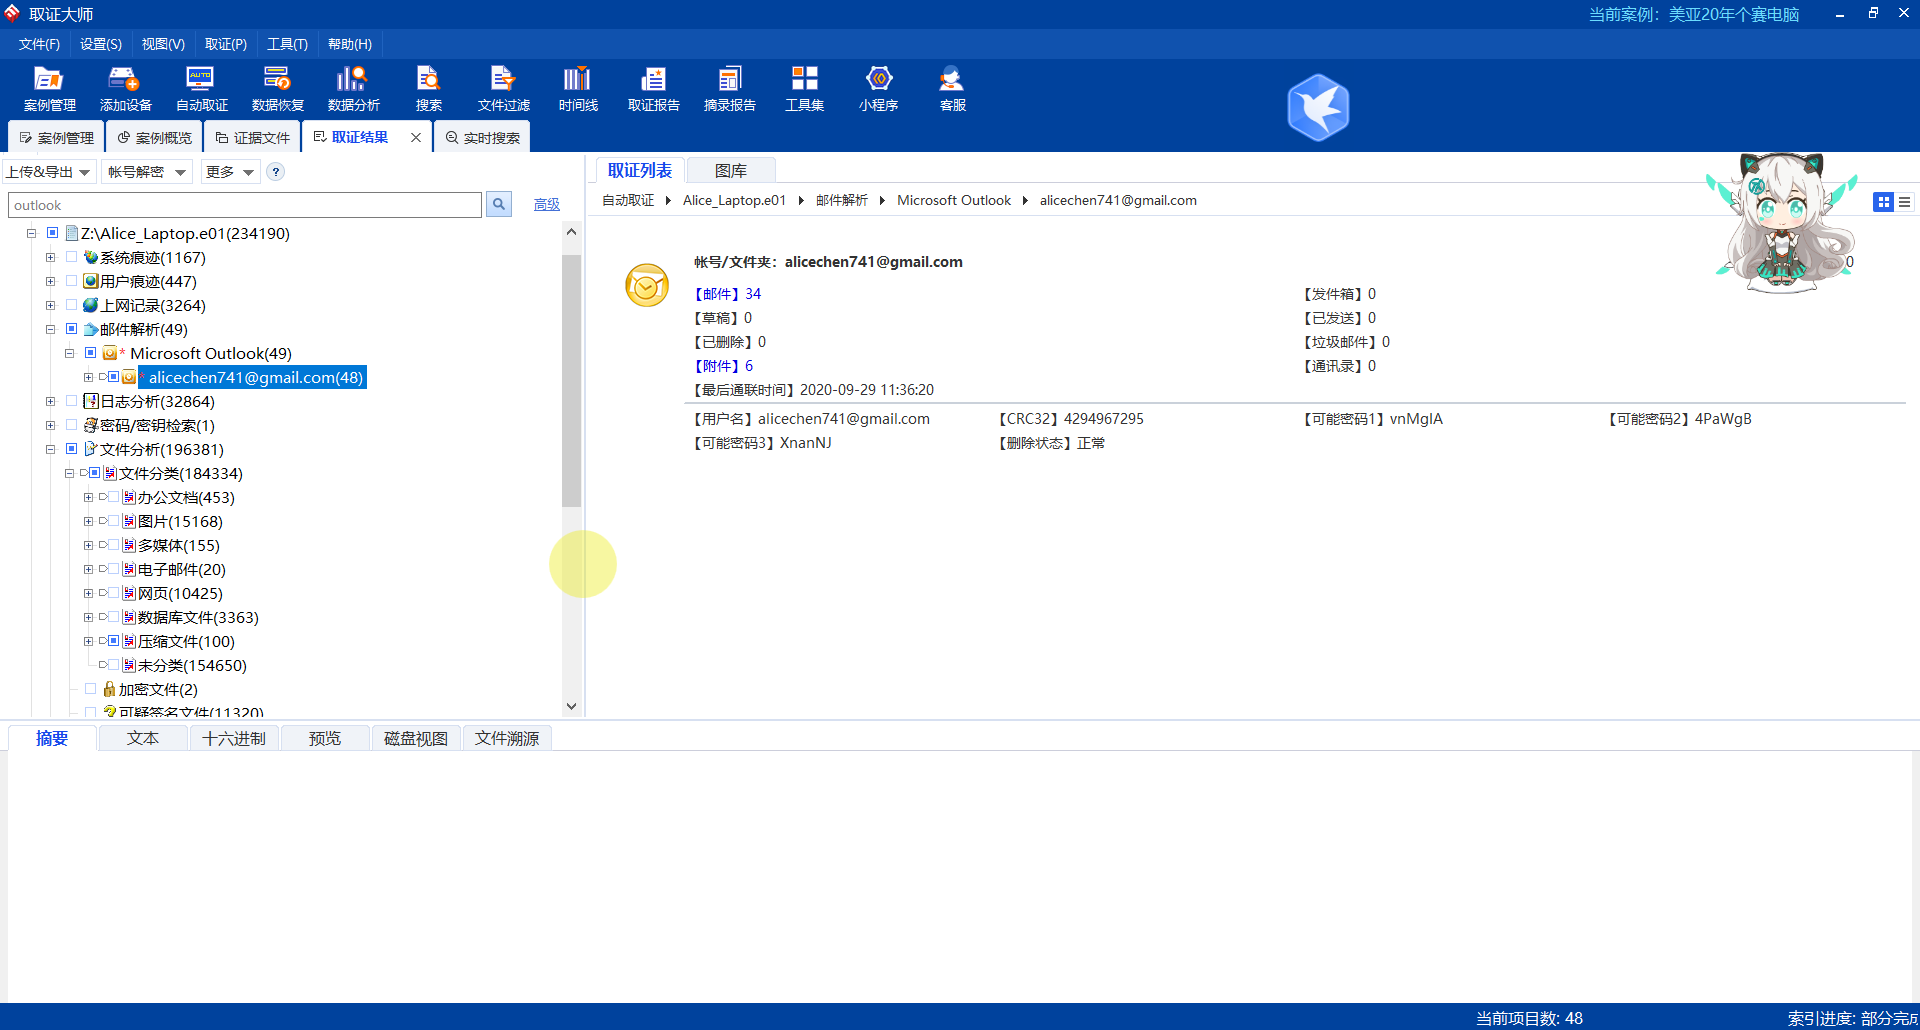 取证大师
当前案例：美亚20年个赛电脑
文件(F) 设置(S) 视图(V) 取证(P) 工具(T) 帮助(H)
案例管理 添加设备 自动取证 数据恢复 数据分析 搜索 文件过滤 时间线 取证报告 摘录报告 工具集 小程序 客服
案例管理 案例概览 证据文件 取证结果 实时搜索
上传&导出 帐号解密 更多 ?
outlook 高级
Z:\Alice_Laptop.e01(234190)
系统痕迹(1167)
用户痕迹(447)
上网记录(3264)
邮件解析(49)
* Microsoft Outlook(49)
* alicechen741@gmail.com(48)
日志分析(32864)
密码/密钥检索(1)
文件分析(196381)
文件分类(184334)
办公文档(453)
图片(15168)
多媒体(155)
电子邮件(20)
网页(10425)
数据库文件(3363)
压缩文件(100)
未分类(154650)
加密文件(2)
可疑签名文件(11320)
取证列表 图库
自动取证 Alice_Laptop.e01 邮件解析 Microsoft Outlook alicechen741@gmail.com
帐号/文件夹：alicechen741@gmail.com
0
【邮件】34 【发件箱】0
【草稿】0 【已发送】0
【已删除】0 【垃圾邮件】0
【附件】6 【通讯录】0
【最后通联时间】2020-09-29 11:36:20
【用户名】alicechen741@gmail.com 【CRC32】4294967295 【可能密码1】vnMgIA 【可能密码2】4PaWgB
【可能密码3】XnanNJ 【删除状态】正常
摘要 文本 十六进制 预览 磁盘视图 文件溯源
当前项目数: 48 索引进度: 部分完成